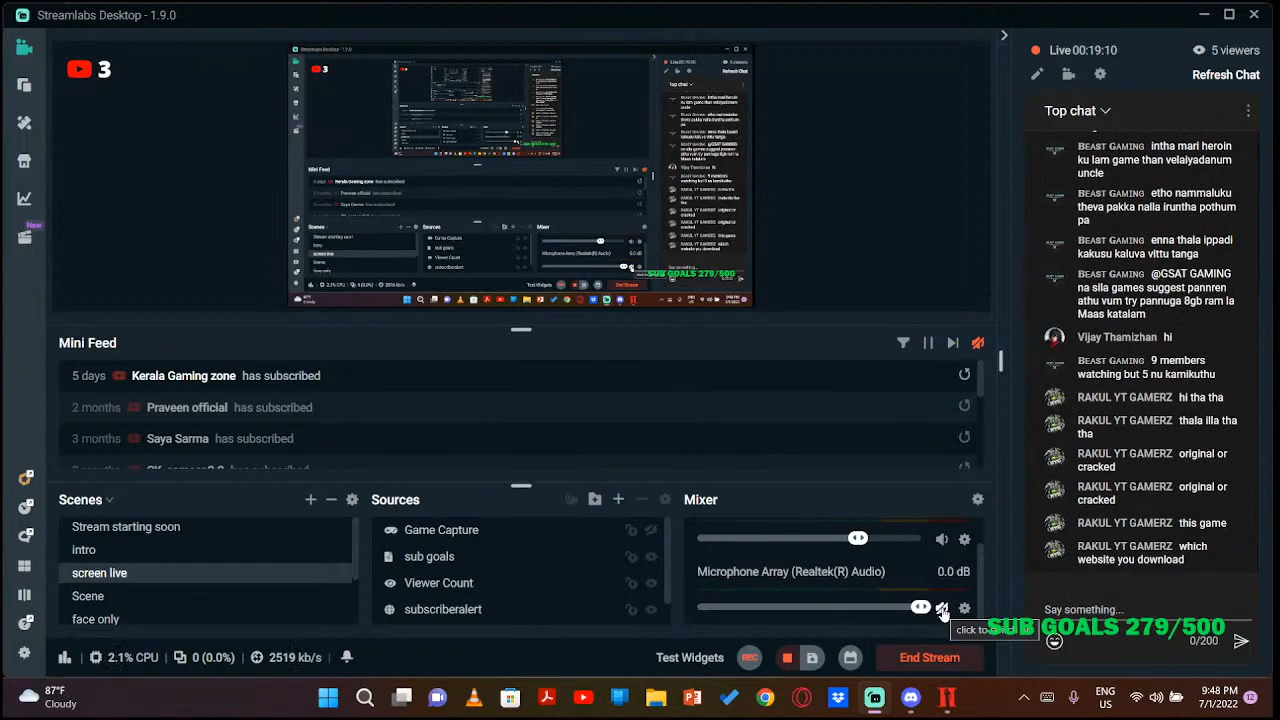 Streamlabs Desktop - 1.9.0
3
Live 00:19:10
5 viewers
Refresh Chat
Top chat
BEAST GAMING intha mari heroin
ku lam game than velaiyadanum
uncle
BEAST GAMING etho nammaluku
theva pakka nalla iruntha pothum
pa
BEAST GAMING enna thala Ippadi
kusukusu kuvi vittu tanga
BEAST GAMING @GSAT GAMING
na sila games suggest pannren
athu vum try pannuga 8gb ram la
Maas katalam
Vijay Thamizhan hi
BEAST GAMING 9 members
watching but 5 nu kamikuthu
RAKUL YT GAMERZ hi tha tha
RAKUL YT GAMERZ thala illa tha
tha
RAKUL YT GAMERZ original or
cracked
RAKUL YT GAMERZ original or
cracked
RAKUL YT GAMERZ this game
RAKUL YT GAMERZ which
website you download
Say something...
0/200
New
Mini Feed
5 days Kerala Gaming zone has subscribed
2 months Praveen official has subscribed
3 months Saya Sarma has subscribed
Scenes
Stream starting soon
intro
screen live
Scene
face only
Sources
Game Capture
sub goals
Viewer Count
subscriberalert
Mixer
Microphone Array (Realtek(R) Audio) 0.0 dB
click to
SUB GOALS 279/500
2.1% CPU
0 (0.0%)
2519 kb/s
Test Widgets
REC
End Stream
87°F
Cloudy
ENG
US
9:48 PM
7/1/2022
12